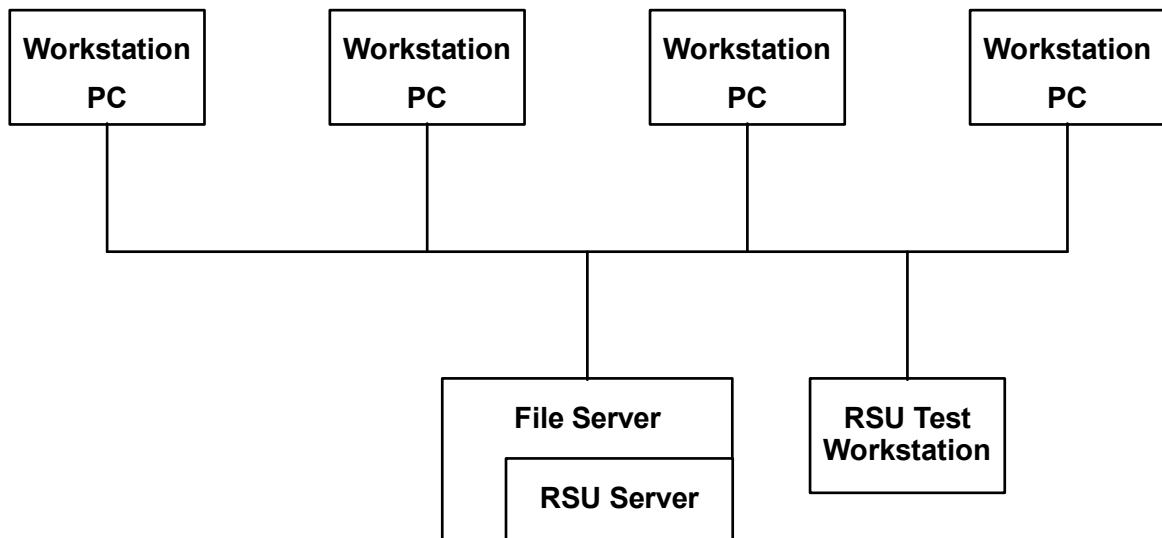 Workstation
PC
Workstation
PC
Workstation
PC
Workstation
PC
File Server
RSU Server
RSU Test
Workstation